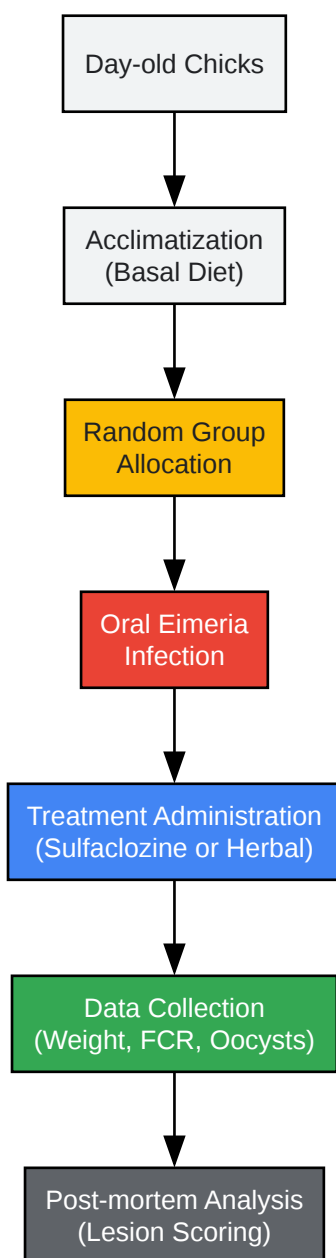 Day-old Chicks
Acclimatization
(Basal Diet)
Random Group
Allocation
Oral Eimeria
Infection
Treatment Administration
(Sulfaclozine or Herbal)
Data Collection
(Weight, FCR, Oocysts)
Post-mortem Analysis
(Lesion Scoring)